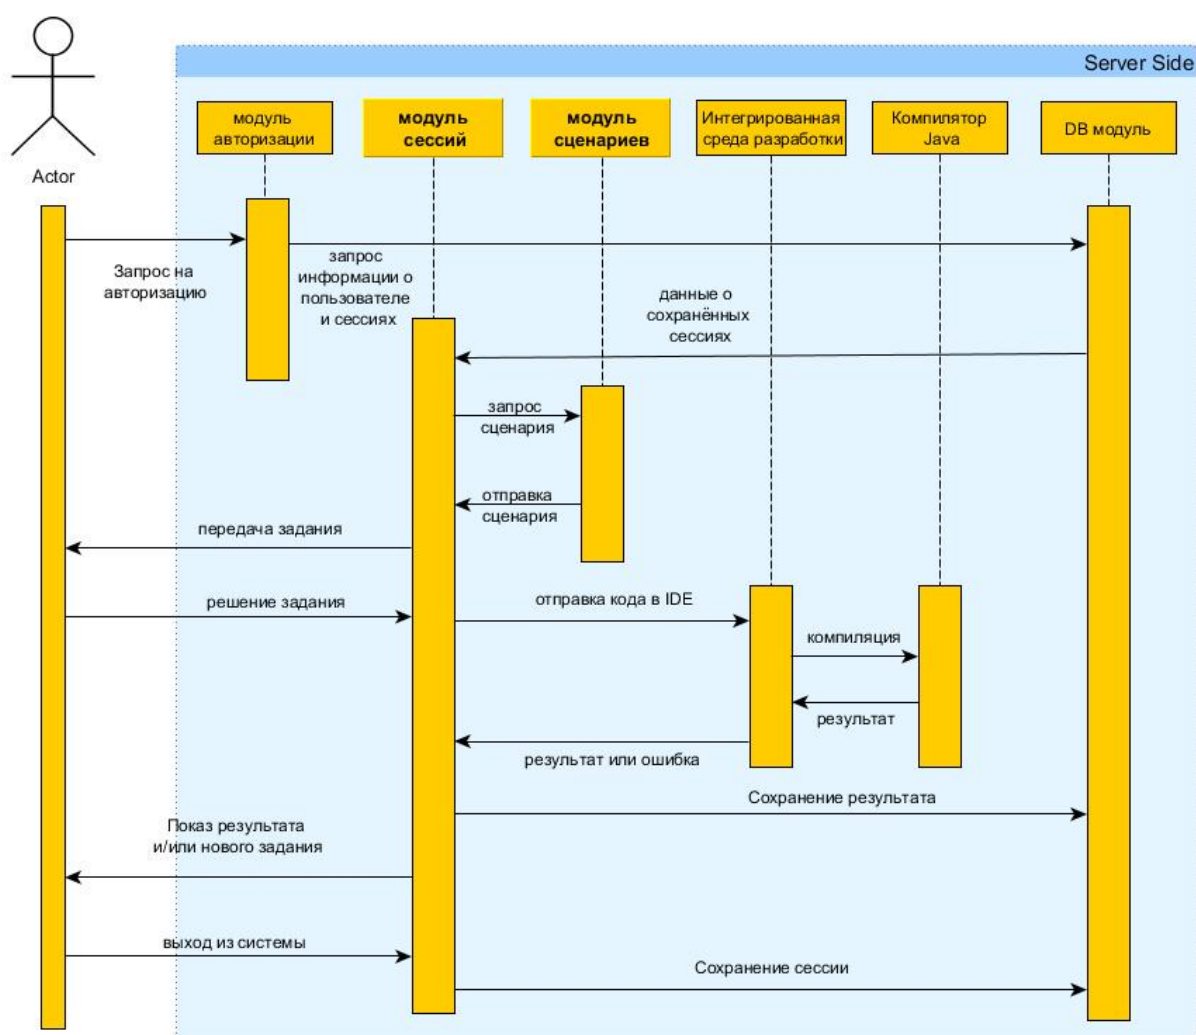 Server Side
модуль
авторизации
модуль
сессий
модуль
сценариев
Интегрированная
среда разработки
Компилятор
Java
DB модуль
Actor
Запрос на
авторизацию
запрос
информации о
пользователе
и сессиях
данные о
сохранённых
сессиях
запрос
сценария
отправка
сценария
передача задания
решение задания
отправка кода в IDE
компиляция
результат
результат или ошибка
Сохранение результата
Показ результата
и/или нового задания
выход из системы
Сохранение сессии